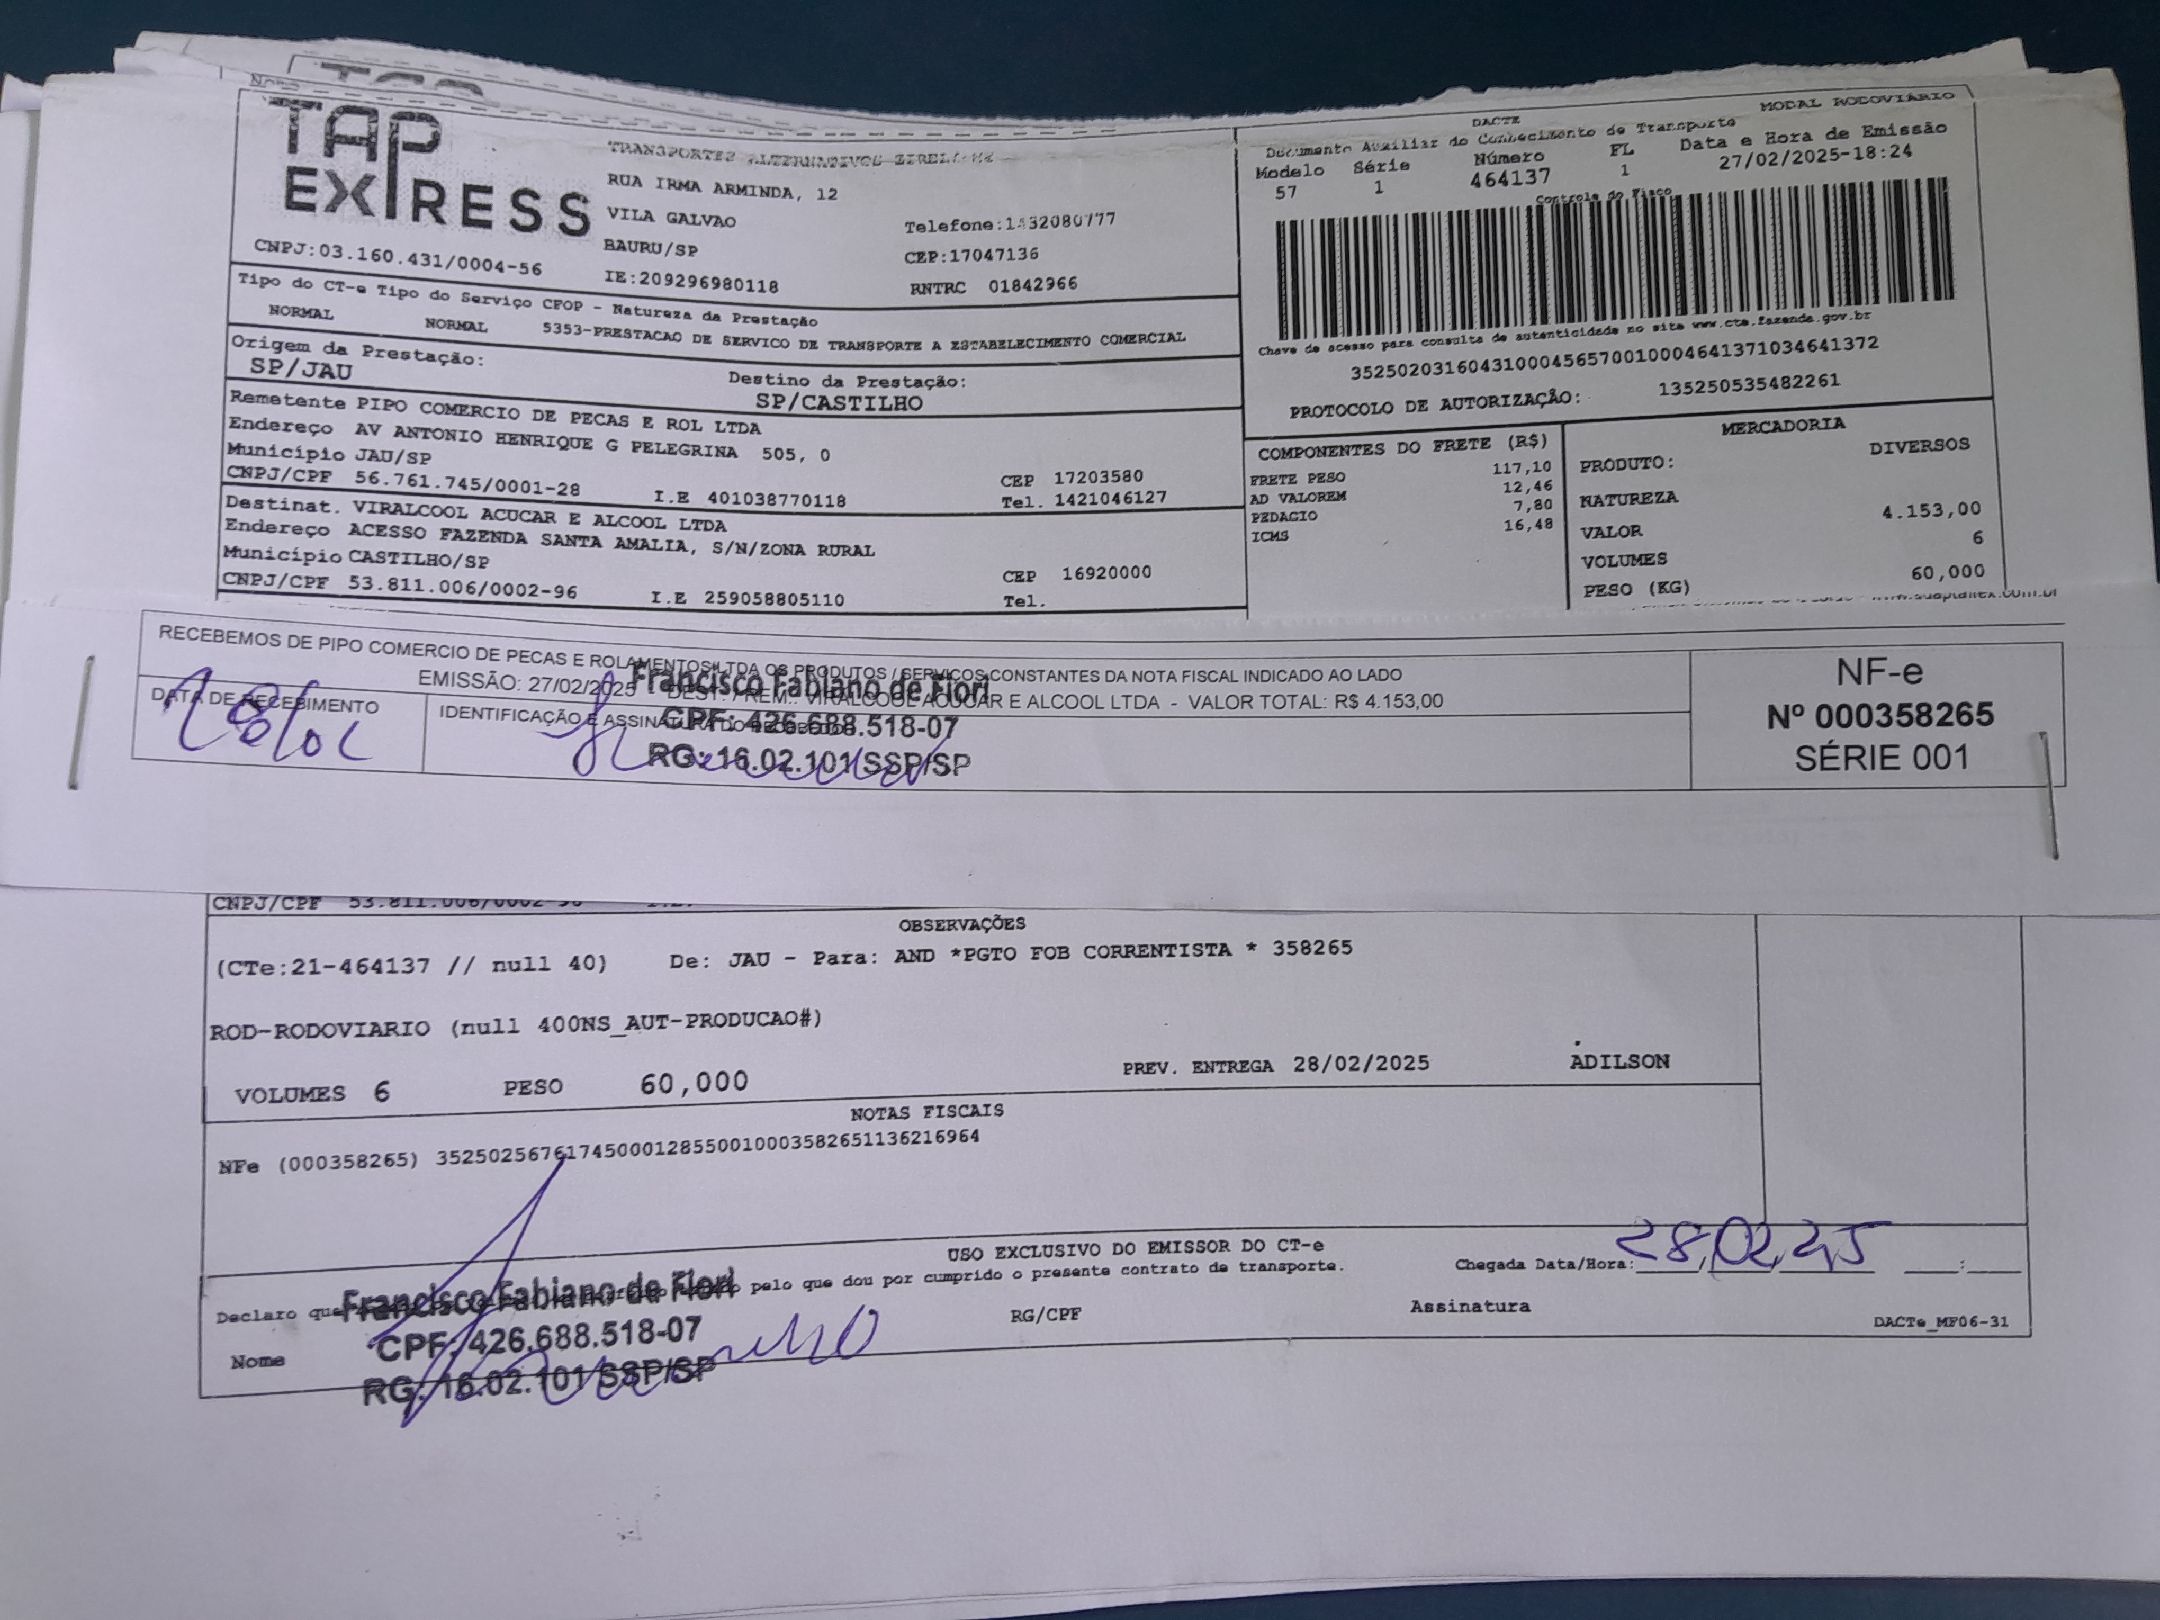 TAP
EXPRESS
RUA IRMA ARMINDA, 12
VILA GALVAO
BAURU/SP
IE:209296980118
CEP:17047136
RNTRC 01842966
CNPJ:03.160.431/0004-56
DACTE
MODAL RODOVIÁRIO
Documento Auxiliar do Conhecimento de Transporte
Modelo Série Número FL Data e Hora de Emissão
57 1 464137 1 27/02/2025-18:24
Controle do Fisco
Chave de acesso para consulta de autenticidade no site www.cte.fazenda.gov.br
35250203160431000456570010004641371034641372
PROTOCOLO DE AUTORIZAÇÃO: 135250535482261
Tipo do CT-e Tipo do Serviço CFOP - Natureza da Prestação
NORMAL NORMAL 5353-PRESTACAO DE SERVICO DE TRANSPORTE A ESTABELECIMENTO COMERCIAL
Origem da Prestação:
SP/JAU
Destino da Prestação:
SP/CASTILHO
Remetente PIPO COMERCIO DE PECAS E ROL LTDA
Endereço AV ANTONIO HENRIQUE G PELEGRINA 505, 0
Município JAU/SP CEP 17203580
CNPJ/CPF 56.761.745/0001-28 I.E 401038770118 Tel. 1421046127
Destinat. VIRALCOOL ACUCAR E ALCOOL LTDA
Endereço ACESSO FAZENDA SANTA AMALIA, S/N/ZONA RURAL
Município CASTILHO/SP CEP 16920000
CNPJ/CPF 53.811.006/0002-96 I.E 259058805110 Tel.
COMPONENTES DO FRETE (R$)
FRETE PESO 117,10
AD VALOREM 12,46
PEDAGIO 7,80
ICMS 16,48
MERCADORIA
PRODUTO: DIVERSOS
NATUREZA
VALOR 4.153,00
VOLUMES 6
PESO (KG) 60,000
RECEBEMOS DE PIPO COMERCIO DE PECAS E ROLAMENTOS LTDA OS PRODUTOS / SERVIÇOS CONSTANTES DA NOTA FISCAL INDICADO AO LADO
EMISSÃO: 27/02/2025 DEST. / REM.: VIRALCOOL ACUCAR E ALCOOL LTDA - VALOR TOTAL: R$ 4.153,00
DATA DE RECEBIMENTO
IDENTIFICAÇÃO E ASSINATURA DO RECEBEDOR
Francisco Fabiano de Fiori
CPF: 426.688.518-07
RG: 16.02.101 SSP/SP
NF-e
Nº 000358265
SÉRIE 001
CNPJ/CPF 53.811.006/0002-96
OBSERVAÇÕES
(CTe:21-464137 // null 40) De: JAU - Para: AND *PGTO FOB CORRENTISTA * 358265
ROD-RODOVIARIO (null 400NS_AUT-PRODUCAO#)
VOLUMES 6 PESO 60,000 PREV. ENTREGA 28/02/2025 ADILSON
NOTAS FISCAIS
NFe (000358265) 35250256761745000128550010003582651136216964
USO EXCLUSIVO DO EMISSOR DO CT-e
Declaro que pelo que dou por cumprido o presente contrato de transporte.
Chegada Data/Hora: 28/02/25 :
Francisco Fabiano de Fiori
CPF: 426.688.518-07
RG: 16.02.101 SSP/SP
Nome RG/CPF Assinatura
DACTe_MF06-31